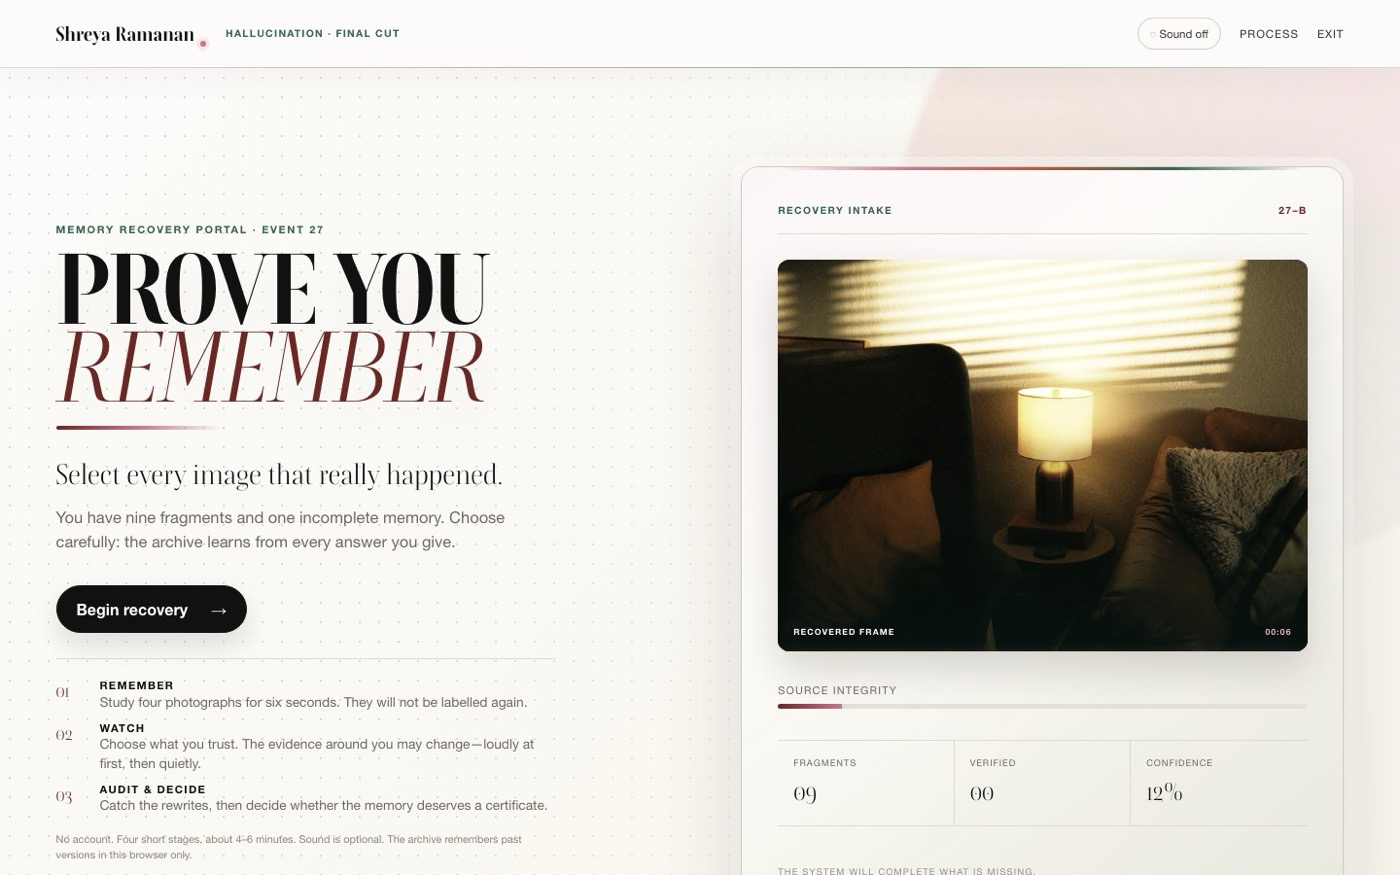 Shreya Ramanan
HALLUCINATION · FINAL CUT
Sound off
PROCESS
EXIT
MEMORY RECOVERY PORTAL · EVENT 27
PROVE YOU
REMEMBER
Select every image that really happened.
You have nine fragments and one incomplete memory. Choose
carefully: the archive learns from every answer you give.
Begin recovery →
01
REMEMBER
Study four photographs for six seconds. They will not be labelled again.
02
WATCH
Choose what you trust. The evidence around you may change—loudly at
first, then quietly.
03
AUDIT & DECIDE
Catch the rewrites, then decide whether the memory deserves a certificate.
No account. Four short stages, about 4–6 minutes. Sound is optional. The archive remembers past
versions in this browser only.
RECOVERY INTAKE
27–B
RECOVERED FRAME
00:06
SOURCE INTEGRITY
FRAGMENTS
09
VERIFIED
00
CONFIDENCE
12%
THE SYSTEM WILL COMPLETE WHAT IS MISSING.